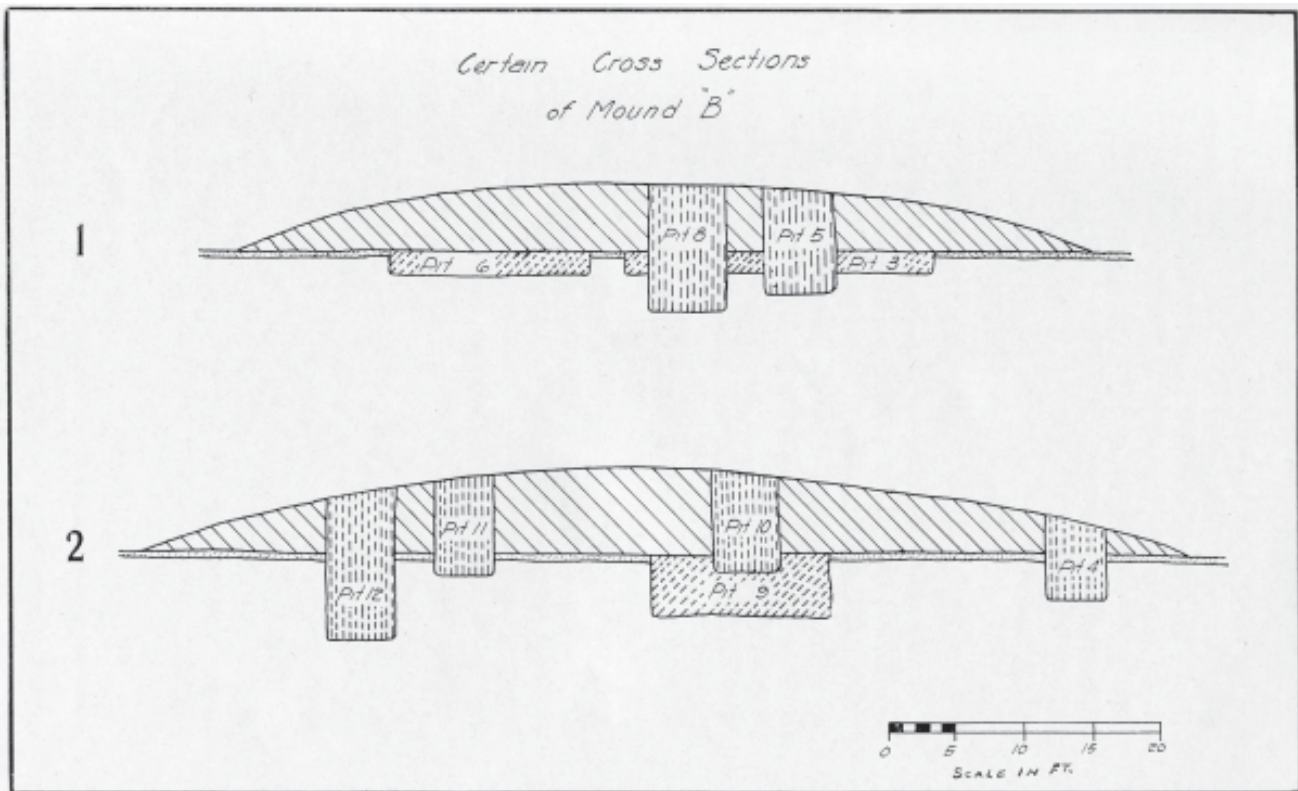 Certain Cross Sections
of Mound "B"
1
Pit 8
Pit 5
Pit 6
Pit 3
2
Pit 11
Pit 10
Pit 4
Pit 12
Pit 9
0 5 10 15 20
SCALE IN FT.